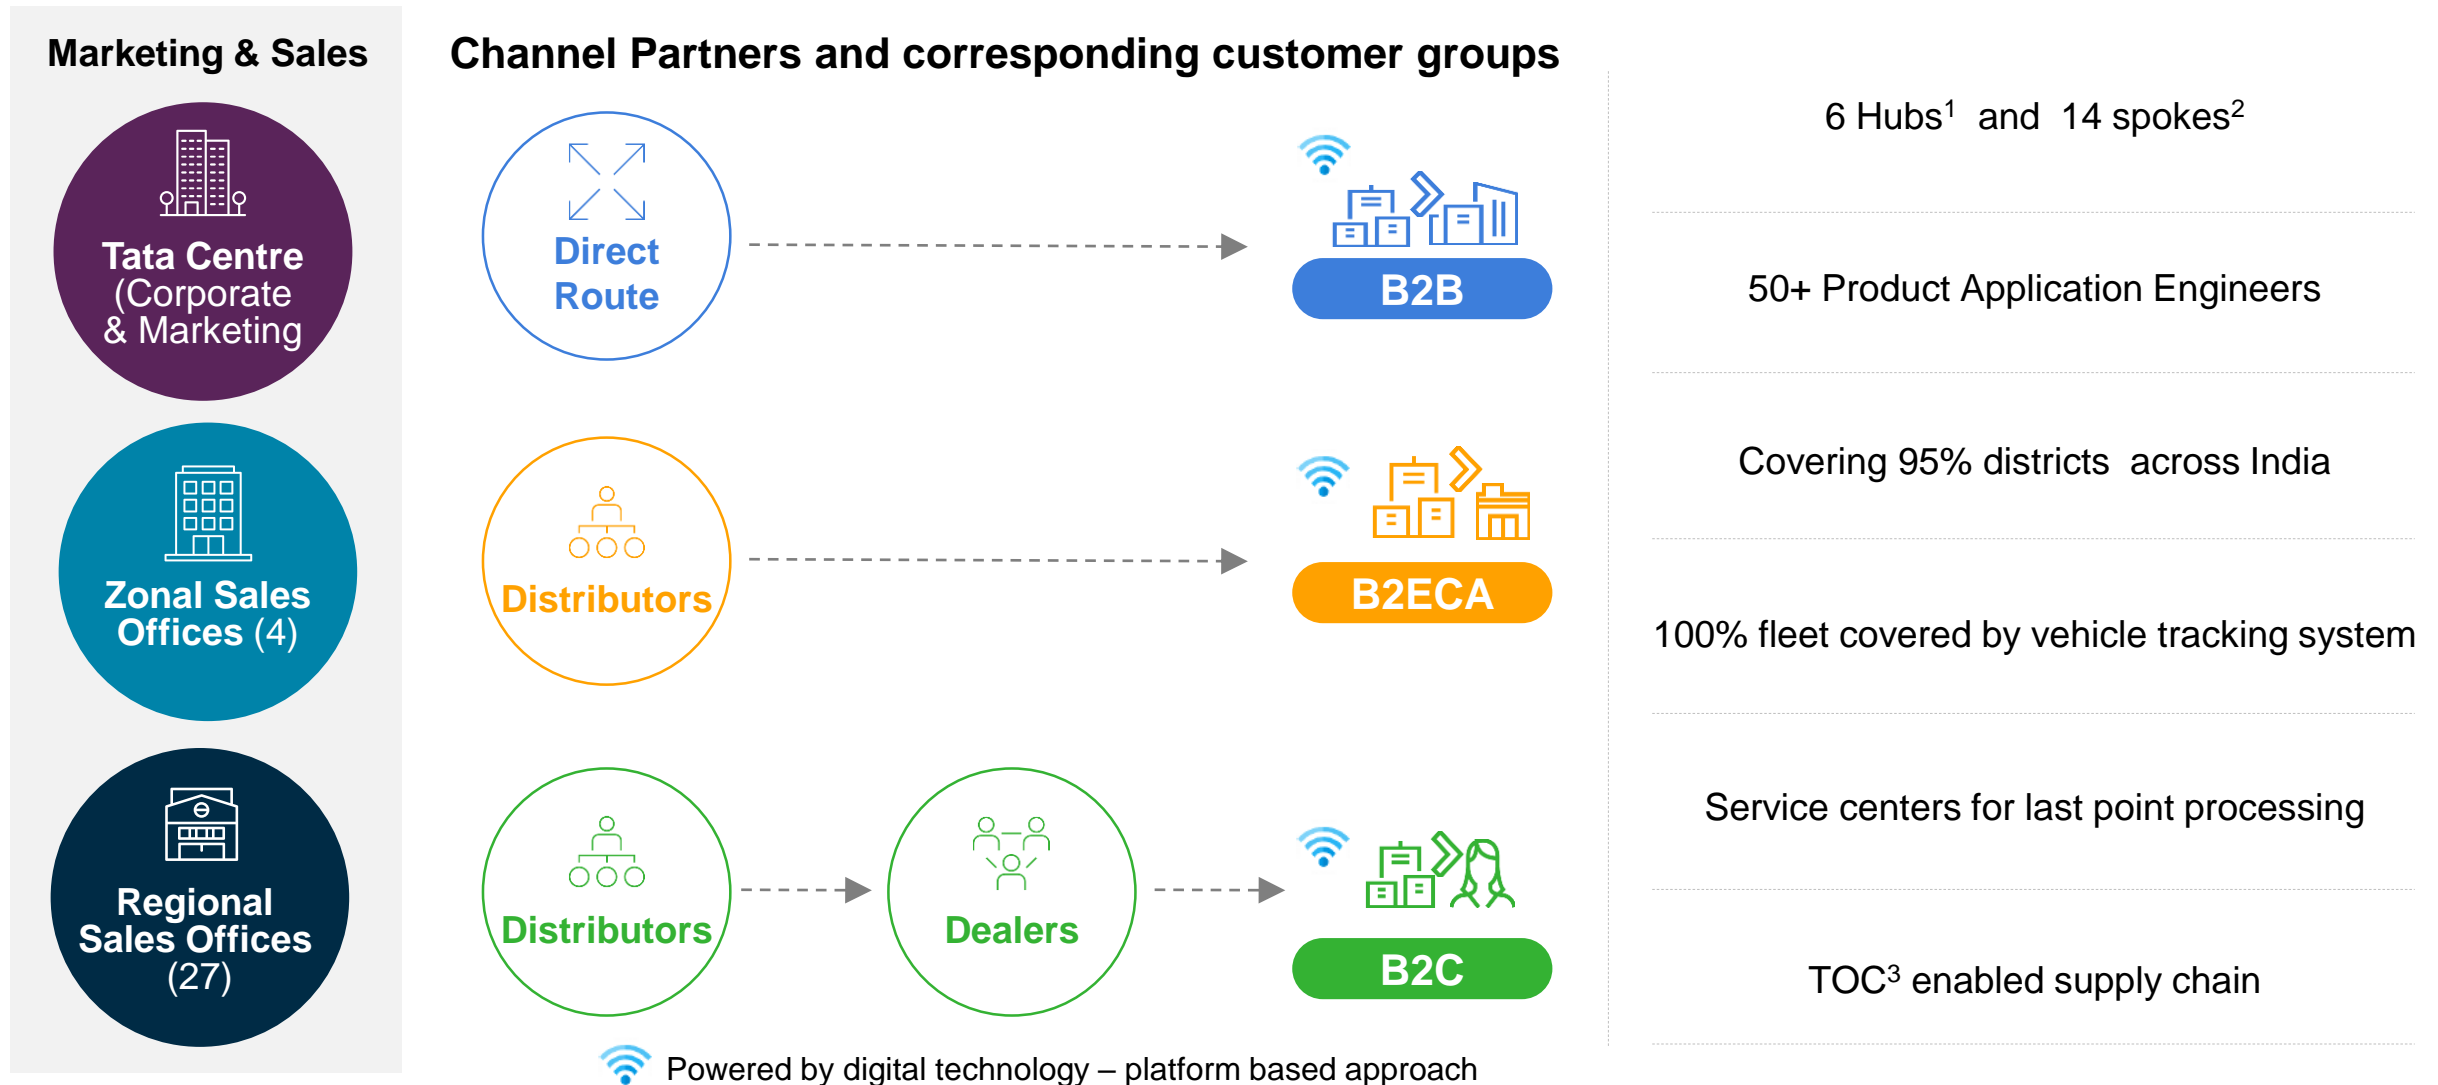 Marketing & Sales
Tata Centre
(Corporate
& Marketing
Zonal Sales
Offices (4)
Regional
Sales Offices
(27)
Channel Partners and corresponding customer groups
Direct
Route
B2B
Distributors
B2ECA
Distributors
Dealers
B2C
Powered by digital technology – platform based approach
6 Hubs¹ and 14 spokes²
50+ Product Application Engineers
Covering 95% districts across India
100% fleet covered by vehicle tracking system
Service centers for last point processing
TOC³ enabled supply chain